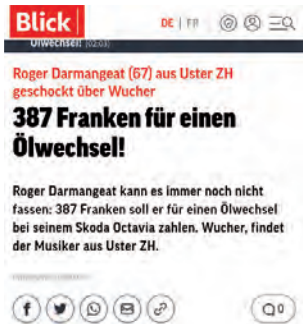 Blick
DE | FR
Ölwechsel! (02:03)
Roger Darmangeat (67) aus Uster ZH
geschockt über Wucher
387 Franken für einen
Ölwechsel!
Roger Darmangeat kann es immer noch nicht
fassen: 387 Franken soll er für einen Ölwechsel
bei seinem Skoda Octavia zahlen. Wucher, findet
der Musiker aus Uster ZH.
0